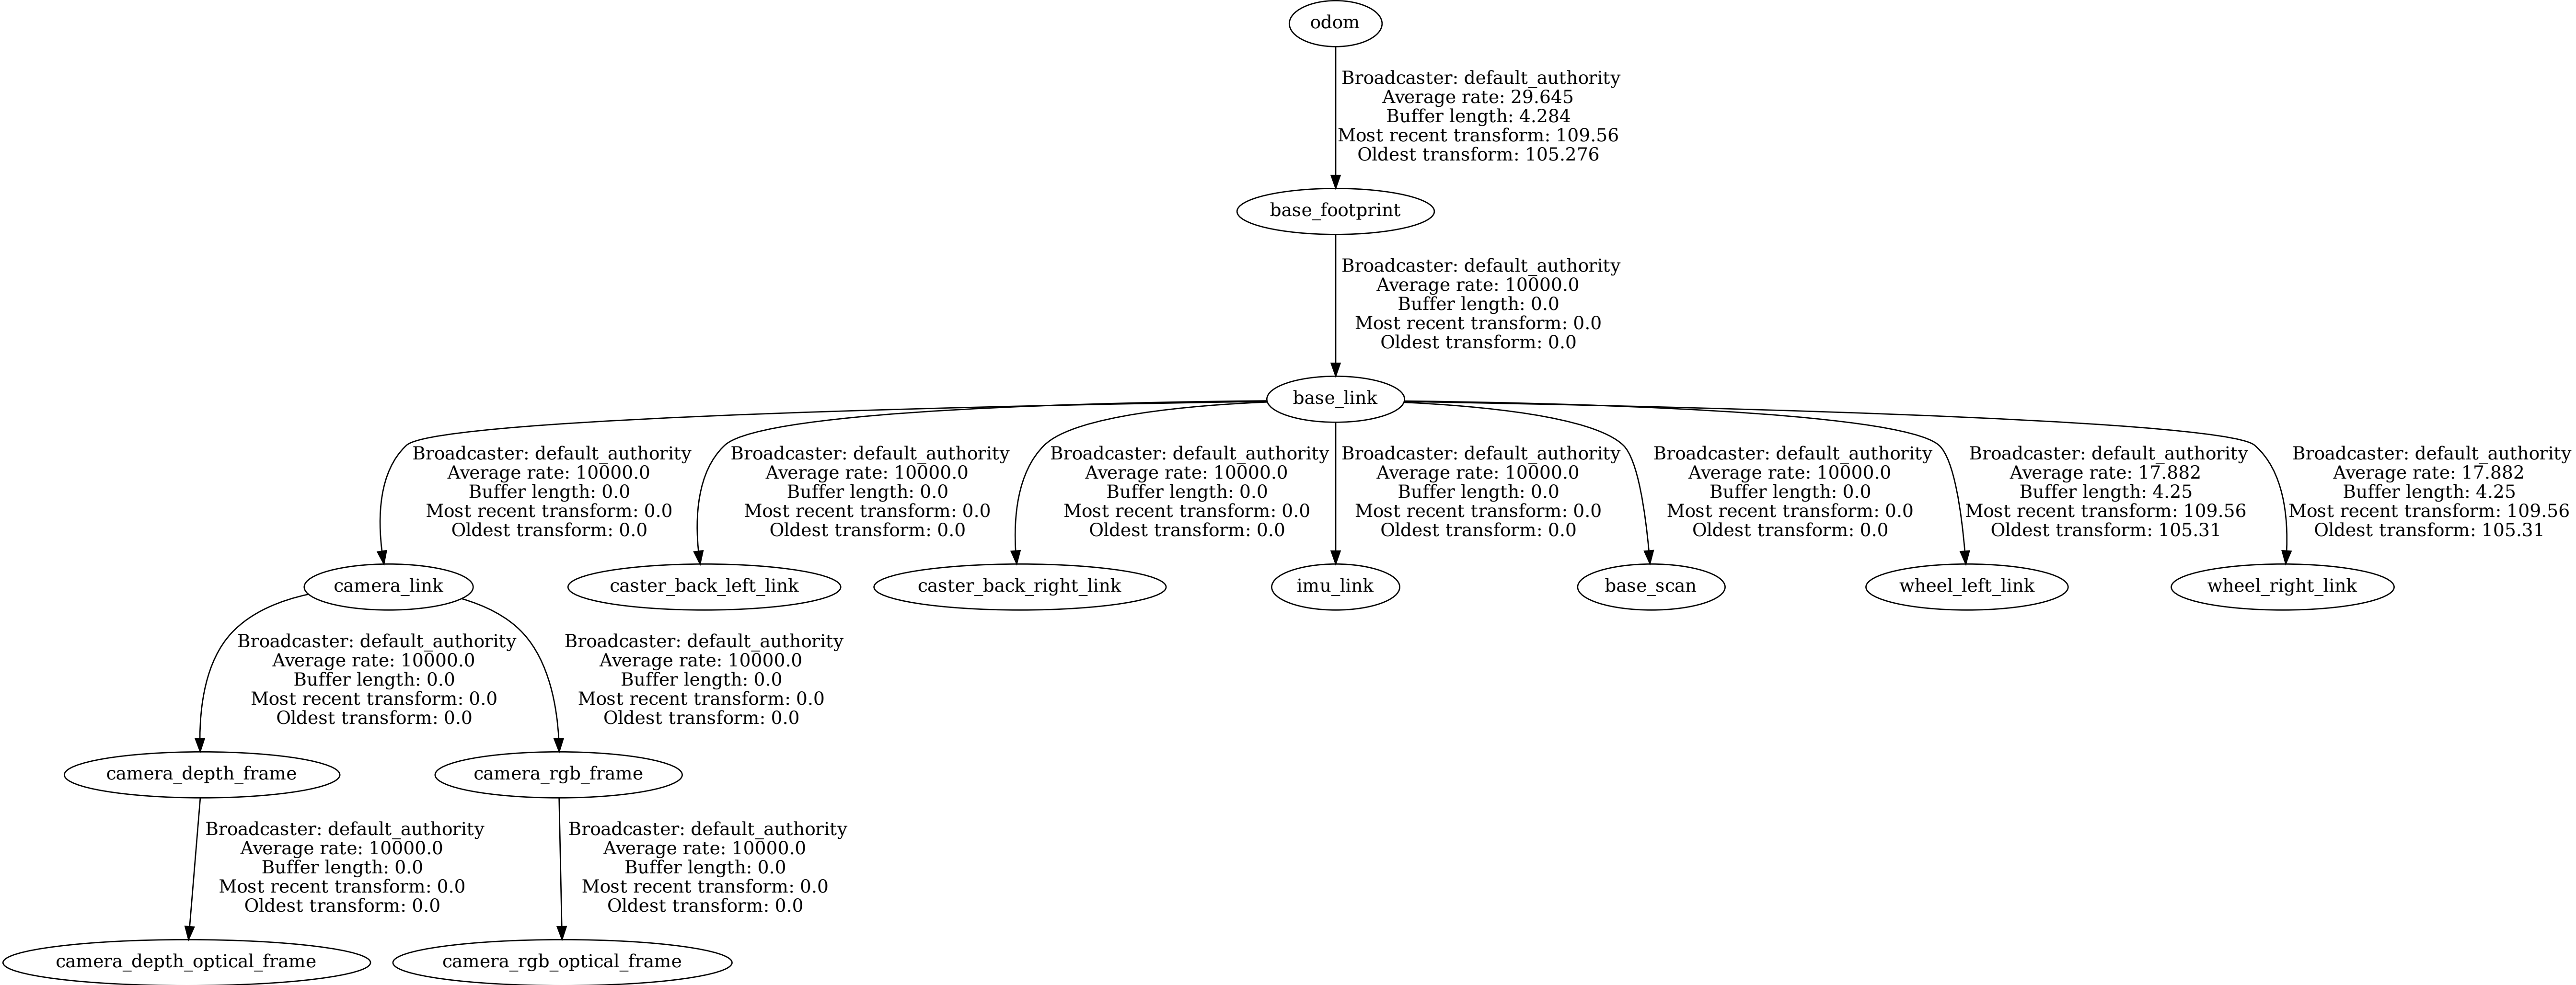 odom
Broadcaster: default_authority
Average rate: 29.645
Buffer length: 4.284
Most recent transform: 109.56
Oldest transform: 105.276
base_footprint
Broadcaster: default_authority
Average rate: 10000.0
Buffer length: 0.0
Most recent transform: 0.0
Oldest transform: 0.0
base_link
Broadcaster: default_authority
Average rate: 10000.0
Buffer length: 0.0
Most recent transform: 0.0
Oldest transform: 0.0
Broadcaster: default_authority
Average rate: 10000.0
Buffer length: 0.0
Most recent transform: 0.0
Oldest transform: 0.0
Broadcaster: default_authority
Average rate: 10000.0
Buffer length: 0.0
Most recent transform: 0.0
Oldest transform: 0.0
Broadcaster: default_authority
Average rate: 10000.0
Buffer length: 0.0
Most recent transform: 0.0
Oldest transform: 0.0
Broadcaster: default_authority
Average rate: 10000.0
Buffer length: 0.0
Most recent transform: 0.0
Oldest transform: 0.0
Broadcaster: default_authority
Average rate: 17.882
Buffer length: 4.25
Most recent transform: 109.56
Oldest transform: 105.31
Broadcaster: default_authority
Average rate: 17.882
Buffer length: 4.25
Most recent transform: 109.56
Oldest transform: 105.31
camera_link
caster_back_left_link
caster_back_right_link
imu_link
base_scan
wheel_left_link
wheel_right_link
Broadcaster: default_authority
Average rate: 10000.0
Buffer length: 0.0
Most recent transform: 0.0
Oldest transform: 0.0
Broadcaster: default_authority
Average rate: 10000.0
Buffer length: 0.0
Most recent transform: 0.0
Oldest transform: 0.0
camera_depth_frame
camera_rgb_frame
Broadcaster: default_authority
Average rate: 10000.0
Buffer length: 0.0
Most recent transform: 0.0
Oldest transform: 0.0
Broadcaster: default_authority
Average rate: 10000.0
Buffer length: 0.0
Most recent transform: 0.0
Oldest transform: 0.0
camera_depth_optical_frame
camera_rgb_optical_frame